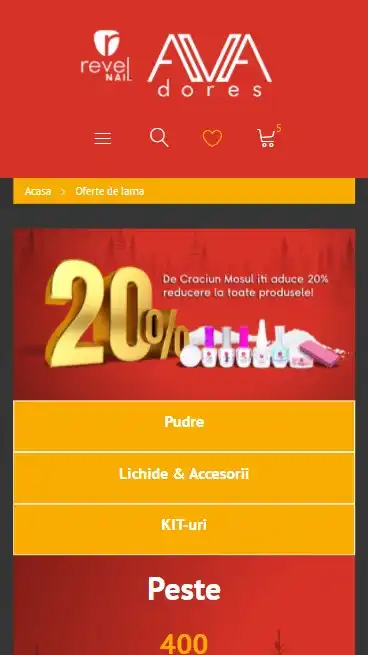 revel
NAIL
AVA
dores
5
Acasa > Oferte de Iarna
20%
De Craciun Mosul iti aduce 20%
reducere la toate produsele!
Pudre
Lichide & Accesorii
KIT-uri
Peste
400